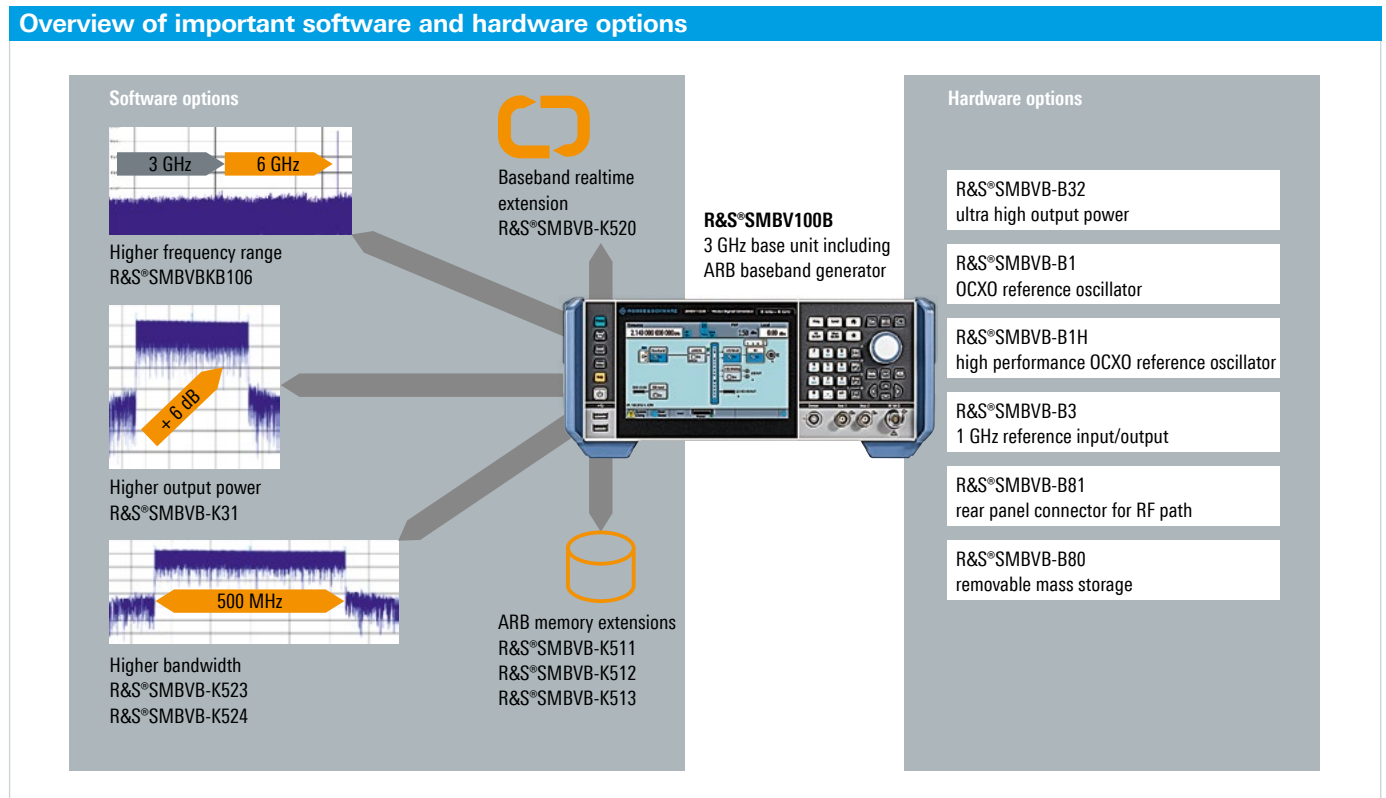 Overview of important software and hardware options
Software options
3 GHz
6 GHz
Higher frequency range
R&S®SMBVBKB106
+ 6 dB
Higher output power
R&S®SMBVB-K31
500 MHz
Higher bandwidth
R&S®SMBVB-K523
R&S®SMBVB-K524
Baseband realtime
extension
R&S®SMBVB-K520
ARB memory extensions
R&S®SMBVB-K511
R&S®SMBVB-K512
R&S®SMBVB-K513
R&S®SMBV100B
3 GHz base unit including
ARB baseband generator
ROHDE & SCHWARZ
Hardware options
R&S®SMBVB-B32
ultra high output power
R&S®SMBVB-B1
OCXO reference oscillator
R&S®SMBVB-B1H
high performance OCXO reference oscillator
R&S®SMBVB-B3
1 GHz reference input/output
R&S®SMBVB-B81
rear panel connector for RF path
R&S®SMBVB-B80
removable mass storage